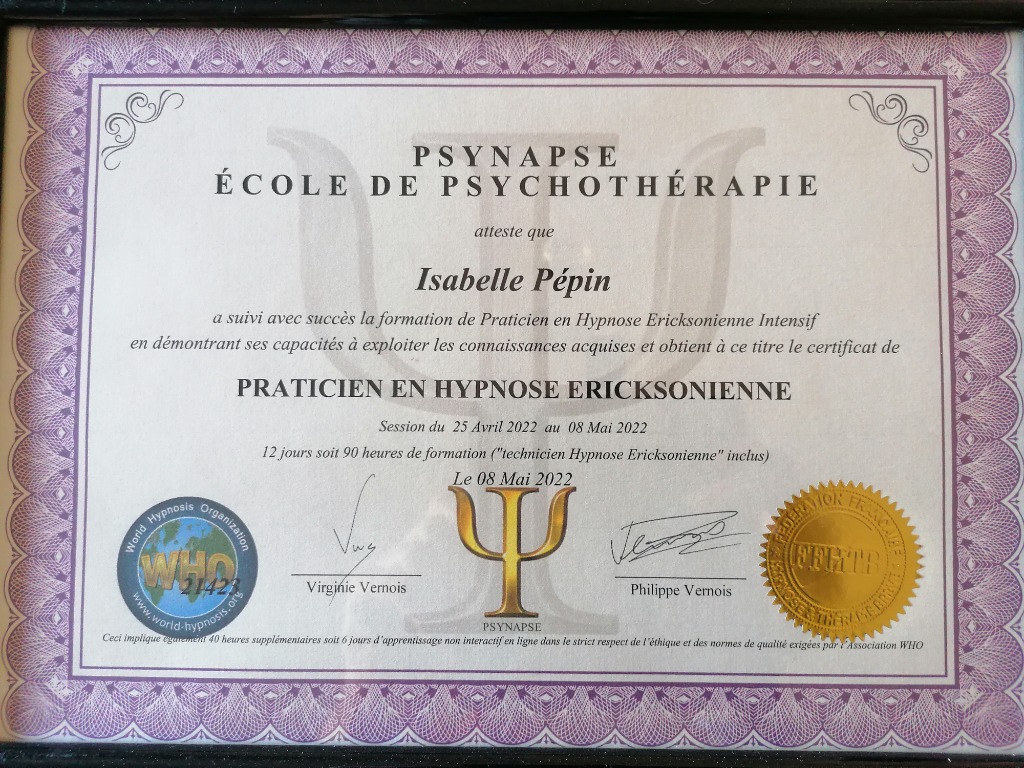 PSYNAPSE
ÉCOLE DE PSYCHOTHÉRAPIE
atteste que
Isabelle Pépin
a suivi avec succès la formation de Praticien en Hypnose Ericksonienne Intensif
en démontrant ses capacités à exploiter les connaissances acquises et obtient à ce titre le certificat de
PRATICIEN EN HYPNOSE ERICKSONIENNE
Session du 25 Avril 2022 au 08 Mai 2022
12 jours soit 90 heures de formation ("technicien Hypnose Ericksonienne" inclus)
Le 08 Mai 2022
World Hypnosis Organization
WHO
21423
www.world-hypnosis.org
Virginie Vernois
PSYNAPSE
Philippe Vernois
FFHTB
Ceci implique également 40 heures supplémentaires soit 6 jours d'apprentissage non interactif en ligne dans le strict respect de l'éthique et des normes de qualité exigées par l'Association WHO